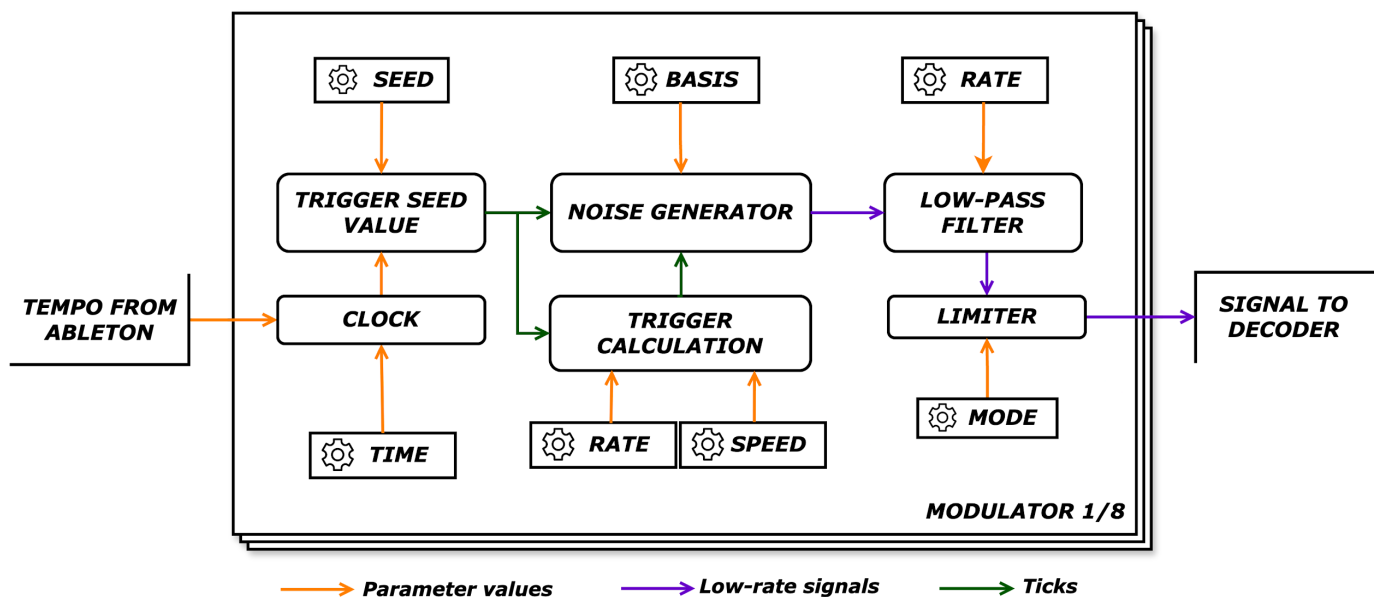 SEED
BASIS
RATE
TRIGGER SEED
VALUE
NOISE GENERATOR
LOW-PASS
FILTER
TEMPO FROM
ABLETON
CLOCK
TRIGGER
CALCULATION
LIMITER
SIGNAL TO
DECODER
TIME
RATE
SPEED
MODE
MODULATOR 1/8
Parameter values
Low-rate signals
Ticks